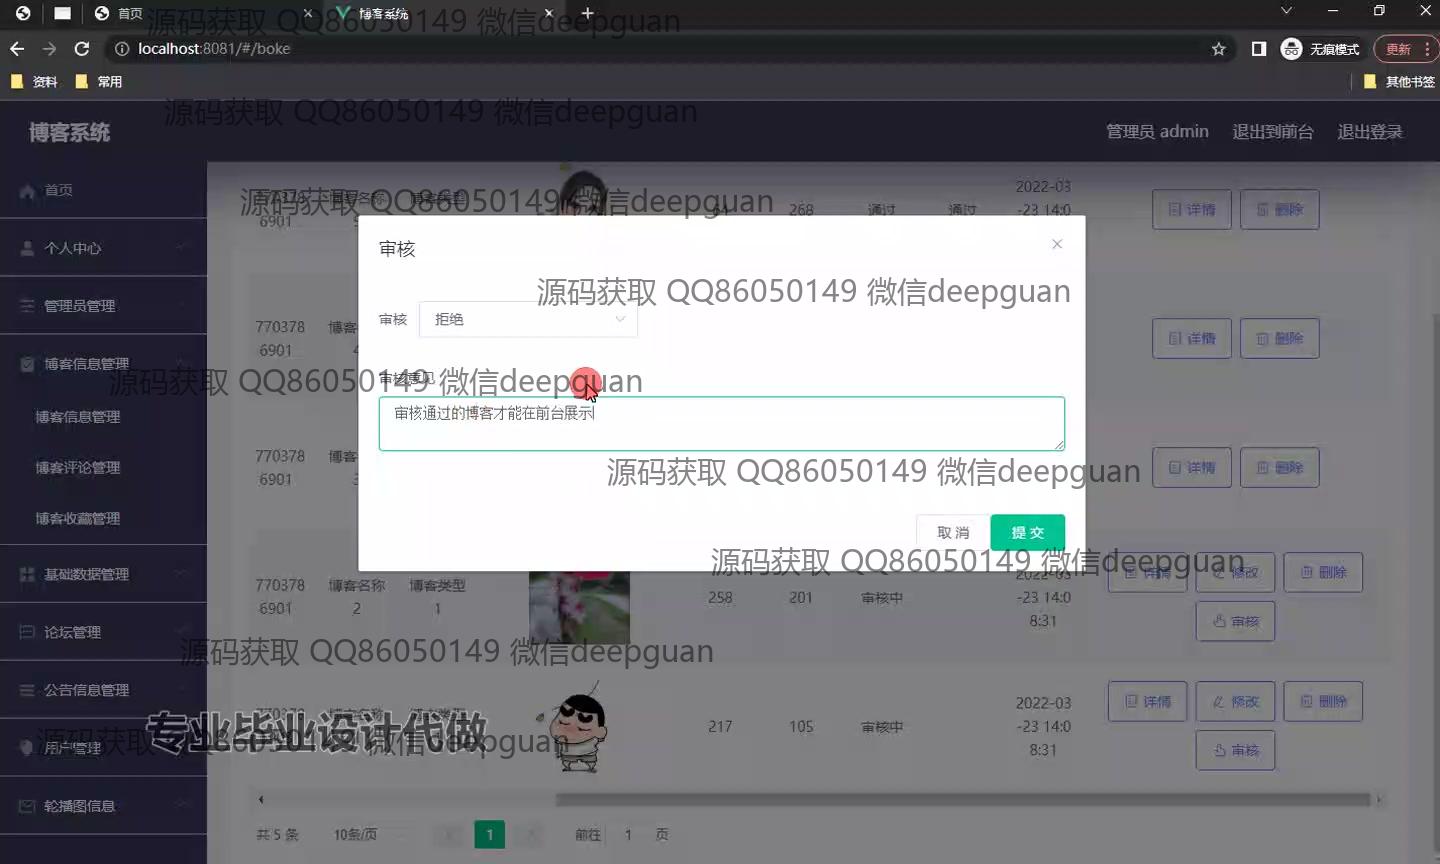 首页
博客系统
localhost:8081/#/boke
无痕模式
更新
资料
常用
其他书签
源码获取 QQ86050149 微信deepguan
源码获取 QQ86050149 微信deepguan
博客系统
管理员 admin
退出到前台
退出登录
首页
个人中心
管理员管理
博客信息管理
博客信息管理
博客评论管理
博客收藏管理
基础数据管理
论坛管理
公告信息管理
用户管理
轮播图信息
源码获取 QQ86050149 微信deepguan
770378
6901
268
通过
通过
2022-03
-23 14:0
详情
删除
审核
源码获取 QQ86050149 微信deepguan
审核
拒绝
770378
6901
博客
详情
删除
审核意见
源码获取 QQ86050149 微信deepguan
审核通过的博客才能在前台展示
770378
6901
博客
详情
删除
源码获取 QQ86050149 微信deepguan
取 消
提 交
源码获取 QQ86050149 微信deepguan
770378
6901
博客名称
2
博客类型
1
258
201
审核中
2022-03
-23 14:0
8:31
详情
修改
删除
审核
源码获取 QQ86050149 微信deepguan
217
105
审核中
2022-03
-23 14:0
8:31
详情
修改
删除
审核
专业毕业设计代做
源码获取 QQ86050149 微信deepguan
共 5 条
10条/页
1
前往
1
页